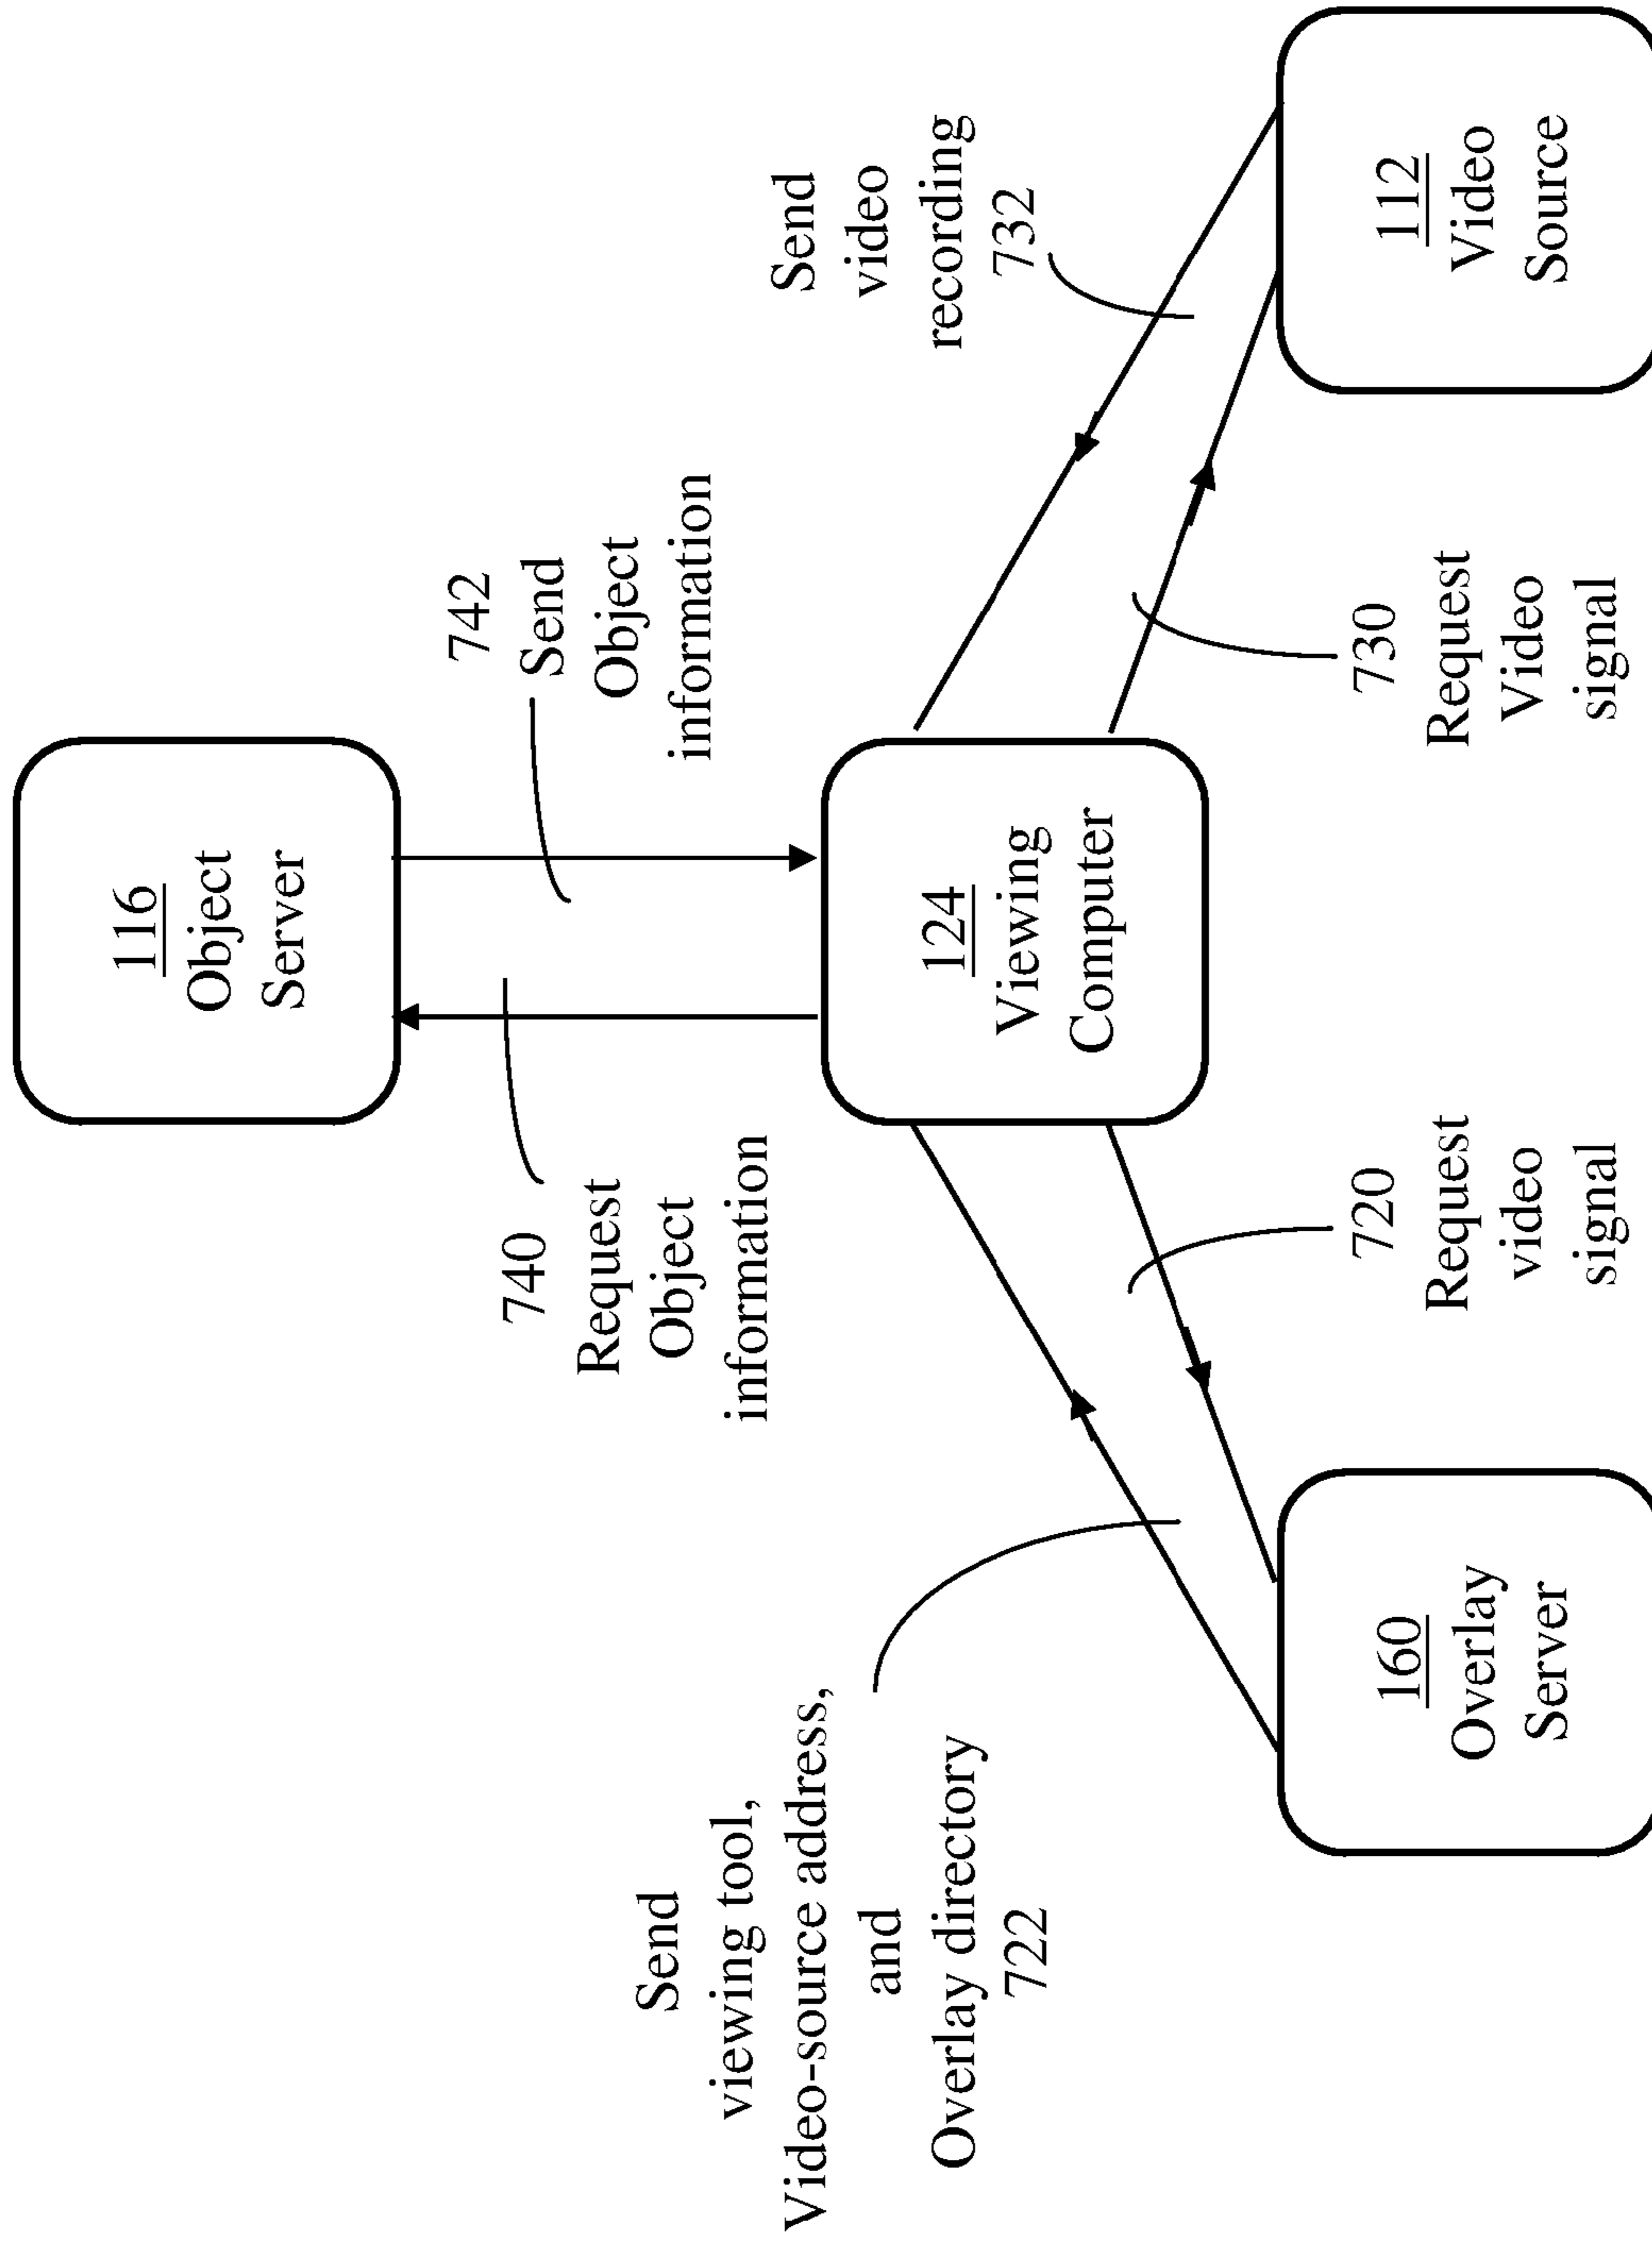 116
Object
Server
742
Send
Object
information
740
Request
Object
information
Send
video
recording
732
124
Viewing
Computer
Send
viewing tool,
Video-source address,
and
Overlay directory
722
720
Request
video
signal
730
Request
Video
signal
160
Overlay
Server
112
Video
Source